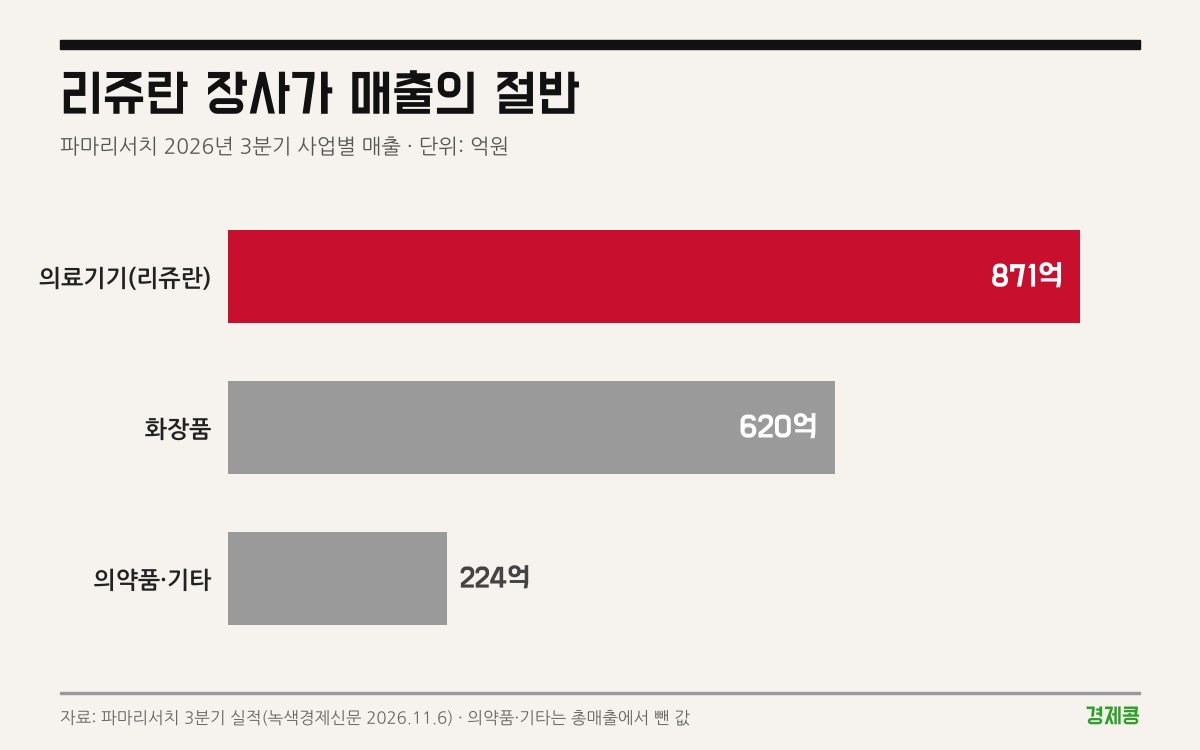 리쥬란 장사가 매출의 절반
파마리서치 2026년 3분기 사업별 매출 · 단위: 억원
의료기기(리쥬란)
871억
화장품
620억
의약품·기타
224억
자료: 파마리서치 3분기 실적(녹색경제신문 2026.11.6) · 의약품·기타는 총매출에서 뺀 값
경제콩